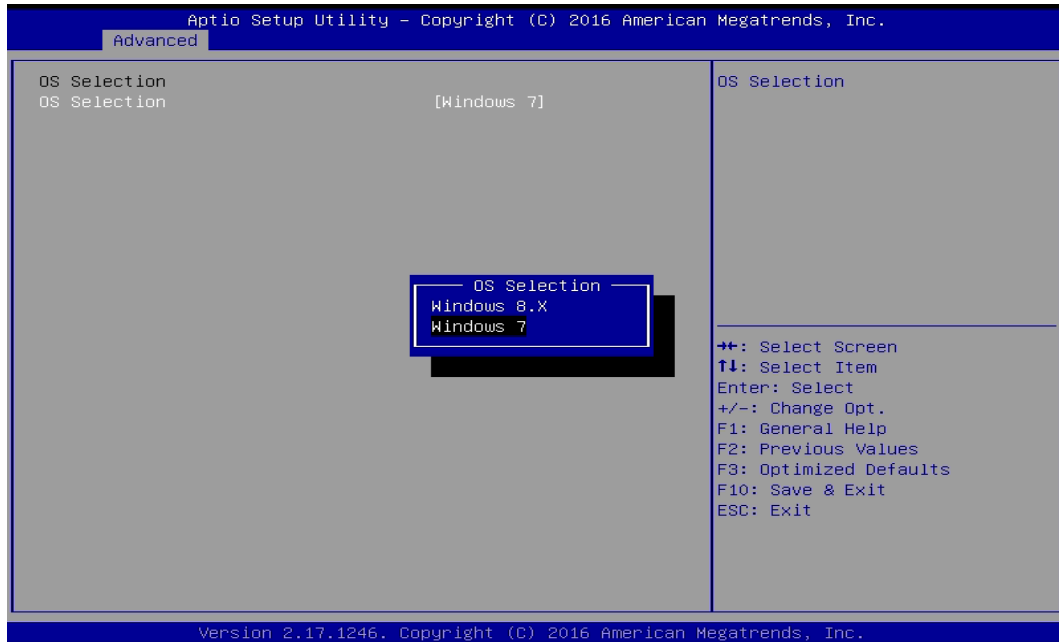 Aptio Setup Utility – Copyright (C) 2016 American Megatrends, Inc.
Advanced
OS Selection
OS Selection [Windows 7]
OS Selection
Windows 8.X
Windows 7
OS Selection
→←: Select Screen
↑↓: Select Item
Enter: Select
+/-: Change Opt.
F1: General Help
F2: Previous Values
F3: Optimized Defaults
F10: Save & Exit
ESC: Exit
Version 2.17.1246. Copyright (C) 2016 American Megatrends, Inc.